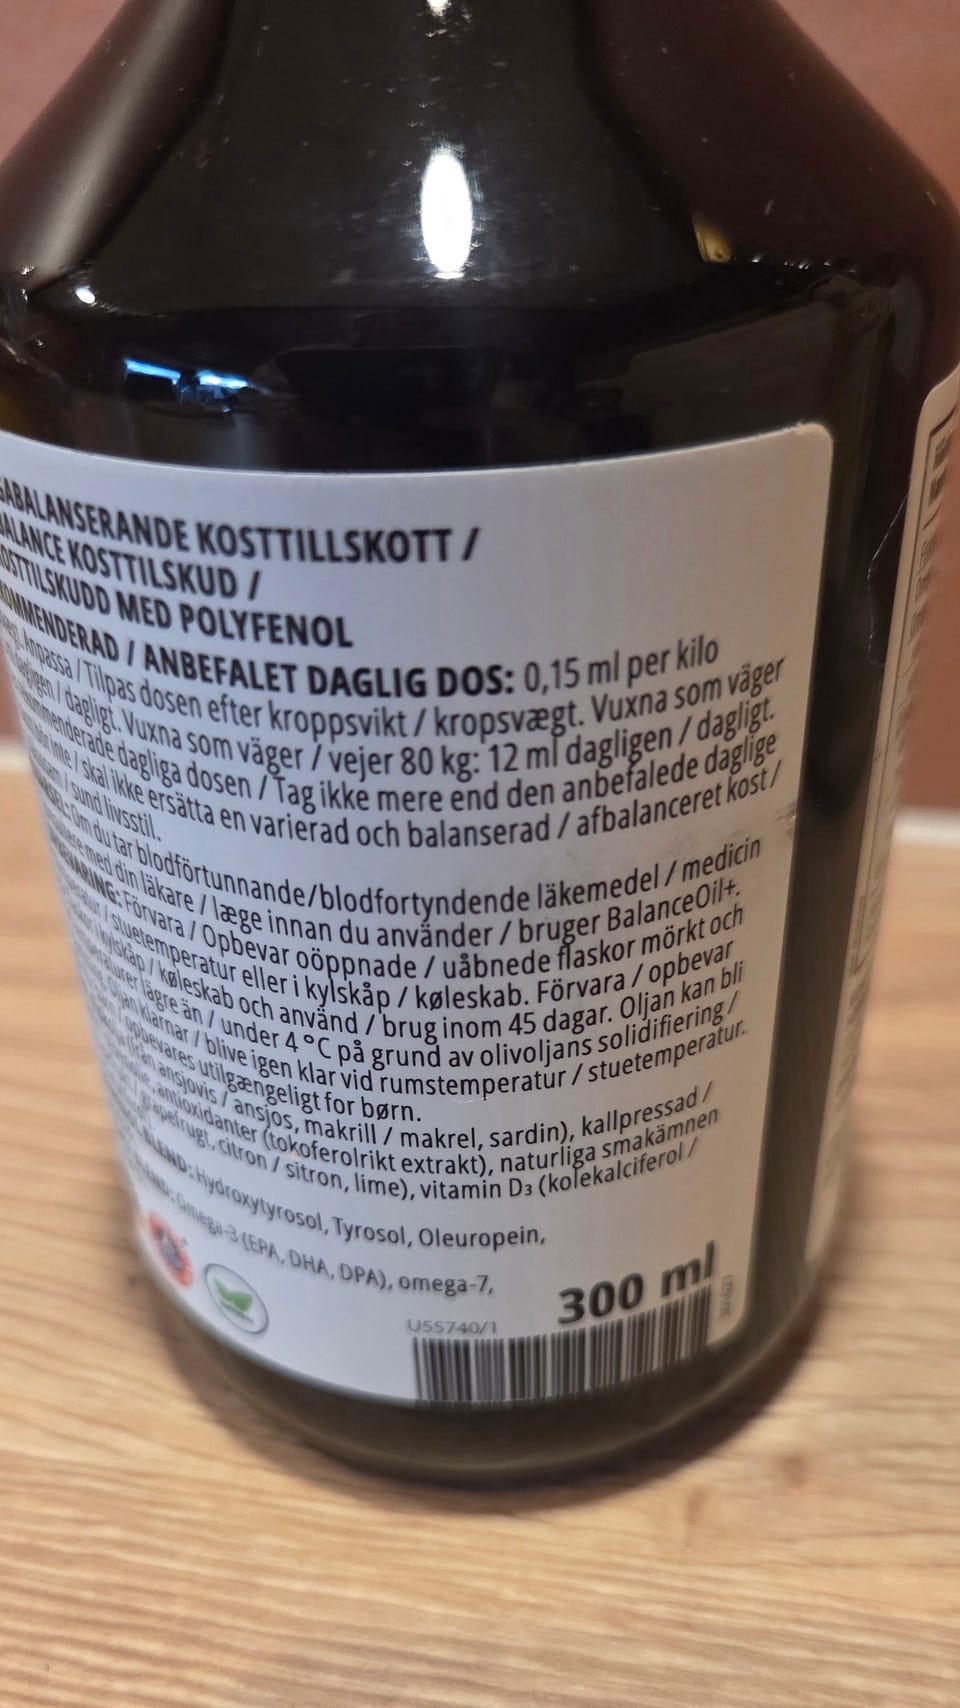 KOSTTILLSKOTT /
KOSTTILSKUD /
MED POLYFENOL
/ ANBEFALET DAGLIG DOS: 0,15 ml per kilo
Anpassa / Tilpas dosen efter kroppsvikt / kropsvægt. Vuxna som väger
/ dagligt. Vuxna som väger / vejer 80 kg: 12 ml dagligen / dagligt.
dagliga dosen / Tag ikke mere end den anbefalede daglige
inte / skal ikke ersätta en varierad och balanserad / afbalanceret kost /
/ sund livsstil.
Om du tar blodförtunnande/blodfortyndende läkemedel / medicin
med din läkare / læge innan du använder / bruger BalanceOil+.
Förvara / Opbevar oöppnade / uåbnede flaskor mörkt och
/ stuetemperatur eller i kylskåp / køleskab. Förvara / opbevar
kylskåp / køleskab och använd / brug inom 45 dagar. Oljan kan bli
lägre än / under 4 °C på grund av olivoljans solidifiering /
Oljan klarnar / blive igen klar vid rumstemperatur / stuetemperatur.
/ opbevares utilgængeligt for børn.
(från ansjovis / ansjos, makrill / makrel, sardin), kallpressad /
antioxidanter (tokoferolrikt extrakt), naturliga smakämnen
grapefrugt, citron / sitron, lime), vitamin D₃ (kolekalciferol /
BLEND: Hydroxytyrosol, Tyrosol, Oleuropein,
Omega-3 (EPA, DHA, DPA), omega-7,
300 ml
U55740/1